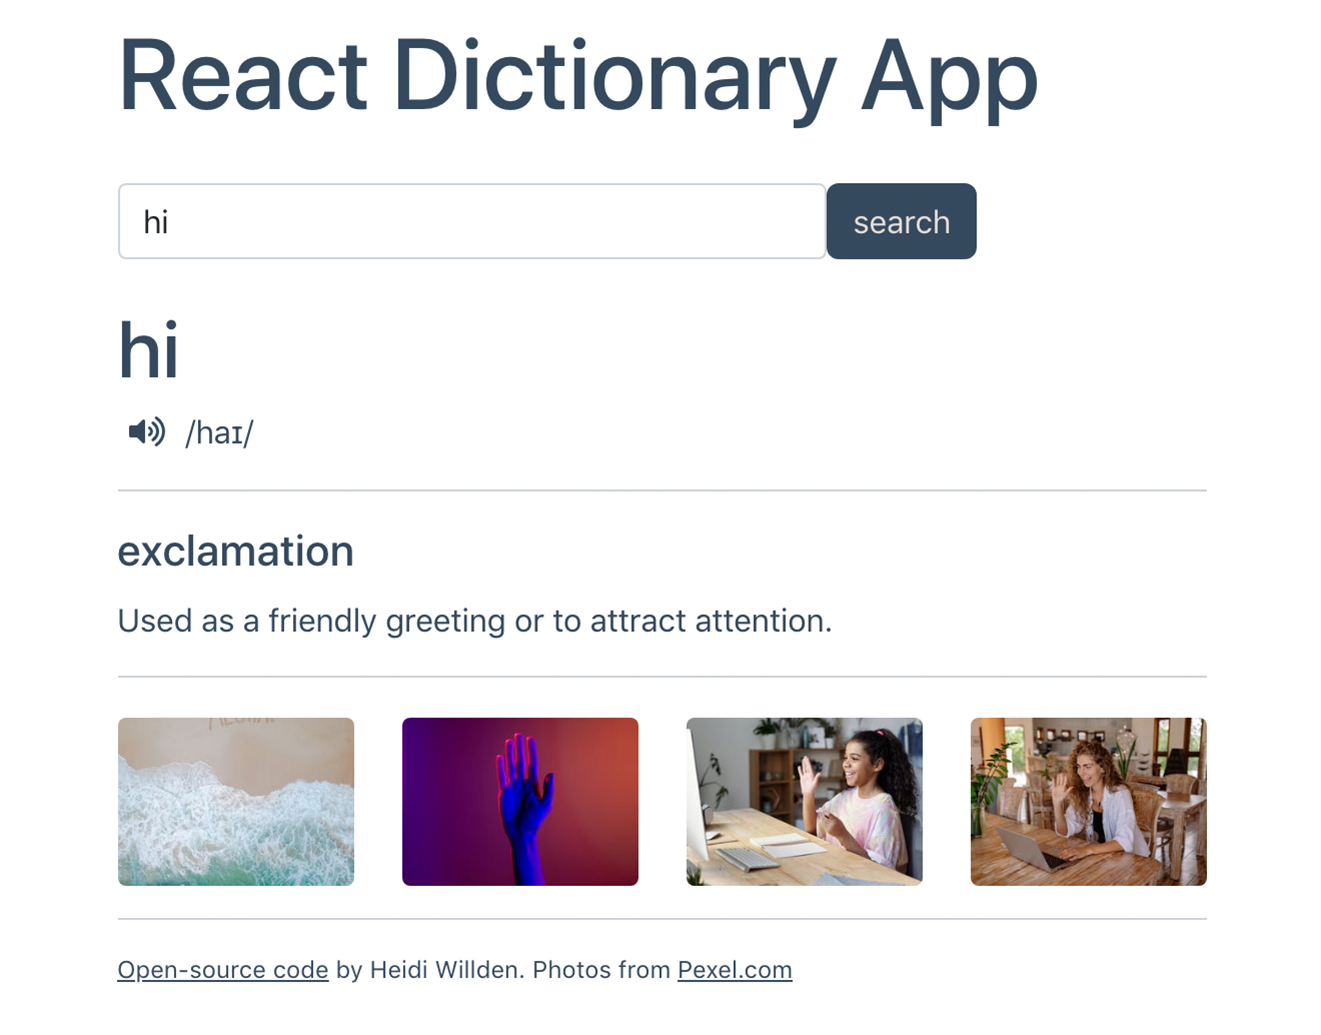 React Dictionary App
hi
search
hi
/haɪ/
exclamation
Used as a friendly greeting or to attract attention.
Open-source code by Heidi Willden. Photos from Pexel.com